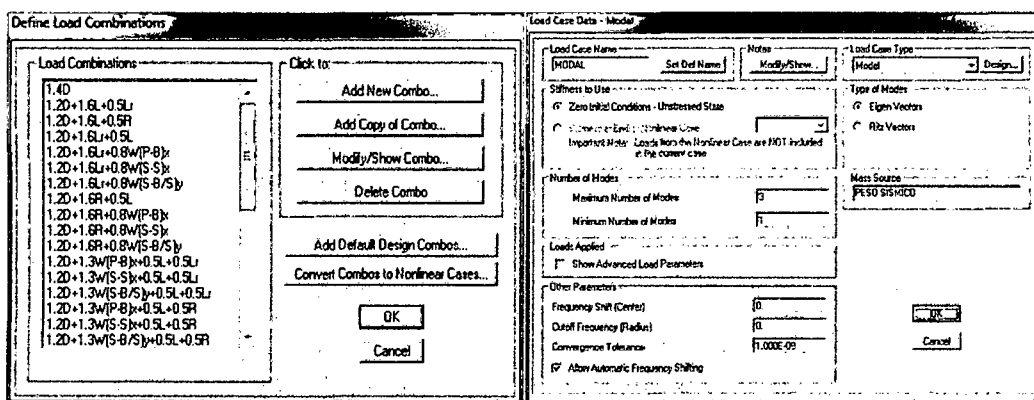 Define Load Combinations
Load Combinations
1.4D
1.2D+1.6L+0.5Lr
1.2D+1.6L+0.5R
1.2D+1.6Lr+0.5L
1.2D+1.6Lr+0.8W[P-B]x
1.2D+1.6Lr+0.8W[S-S]x
1.2D+1.6Lr+0.8W[S-B/S]y
1.2D+1.6R+0.5L
1.2D+1.6R+0.8W[P-B]x
1.2D+1.6R+0.8W[S-S]x
1.2D+1.6R+0.8W[S-B/S]y
1.2D+1.3W[P-B]x+0.5L+0.5Lr
1.2D+1.3W[S-S]x+0.5L+0.5Lr
1.2D+1.3W[S-B/S]y+0.5L+0.5Lr
1.2D+1.3W[P-B]x+0.5L+0.5R
1.2D+1.3W[S-S]x+0.5L+0.5R
1.2D+1.3W[S-B/S]y+0.5L+0.5R
Click to:
Add New Combo...
Add Copy of Combo...
Modify/Show Combo...
Delete Combo
Add Default Design Combos...
Convert Combos to Nonlinear Cases...
OK
Cancel
Load Case Data - Modal
Load Case Name
MODAL
Set Def Name
Notes
Modify/Show...
Load Case Type
Modal
Design...
Stiffness to Use
Zero Initial Conditions - Unstressed State
Nonlinear Case
Important Note: Loads from the Nonlinear Case are NOT included
in the current case
Type of Modes
Eigen Vectors
Ritz Vectors
Number of Modes
Maximum Number of Modes
3
Minimum Number of Modes
1
Mass Source
PESO SISMICO
Loads Applied
Show Advanced Load Parameters
Other Parameters
Frequency Shift (Center)
0.
Cutoff Frequency (Radius)
0.
Convergence Tolerance
1.000E-09
Allow Automatic Frequency Shifting
OK
Cancel